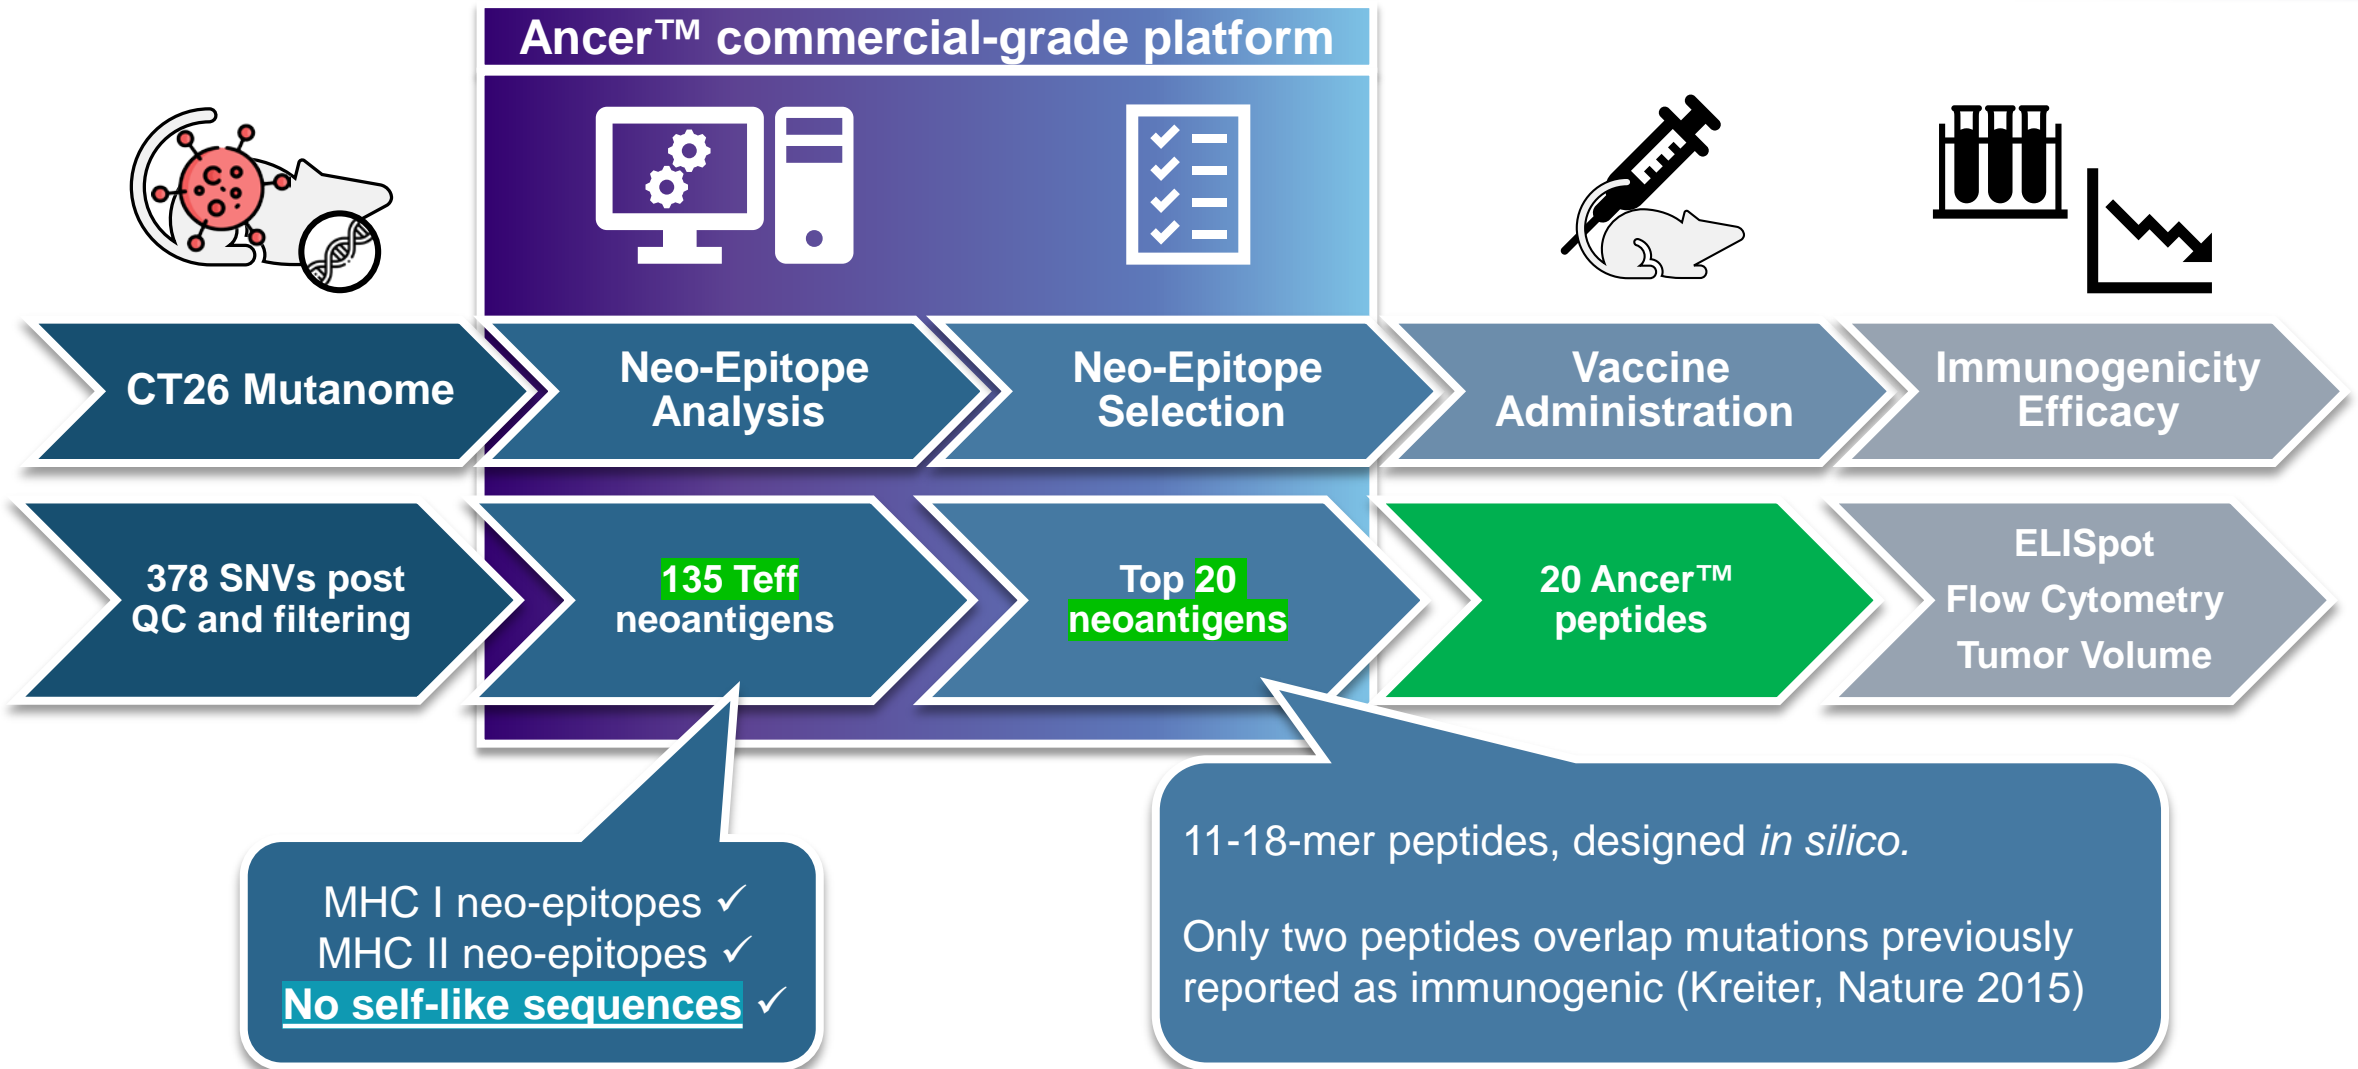 Ancer™ commercial-grade platform
CT26 Mutanome
Neo-Epitope
Analysis
Neo-Epitope
Selection
Vaccine
Administration
Immunogenicity
Efficacy
378 SNVs post
QC and filtering
135 Teff
neoantigens
Top 20
neoantigens
20 Ancer™
peptides
ELISpot
Flow Cytometry
Tumor Volume
MHC I neo-epitopes ✓
MHC II neo-epitopes ✓
No self-like sequences ✓
11-18-mer peptides, designed in silico.
Only two peptides overlap mutations previously
reported as immunogenic (Kreiter, Nature 2015)